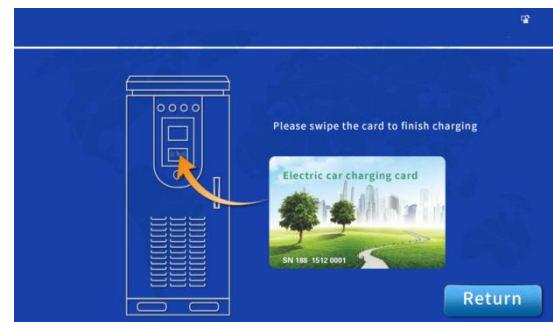 Please swipe the card to finish charging
Electric car charging card
SN 188 1512 0001
Return